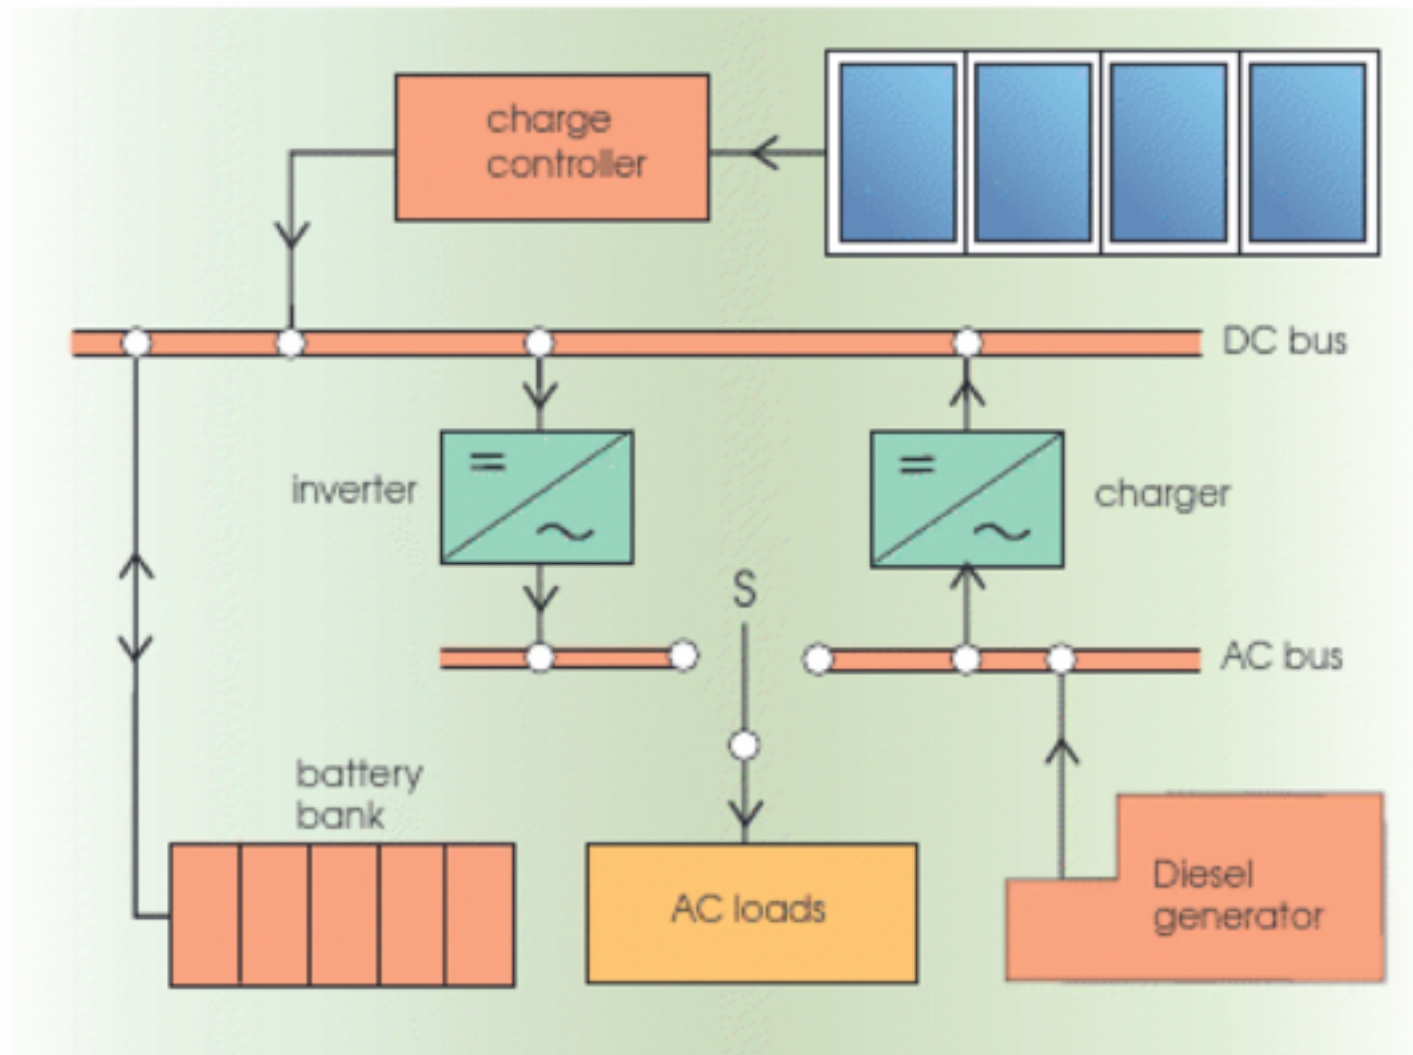 charge
controller
DC bus
inverter
charger
S
AC bus
battery
bank
AC loads
Diesel
generator